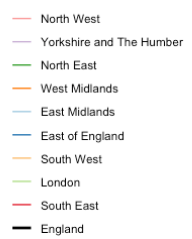 North West
Yorkshire and The Humber
North East
West Midlands
East Midlands
East of England
South West
London
South East
England